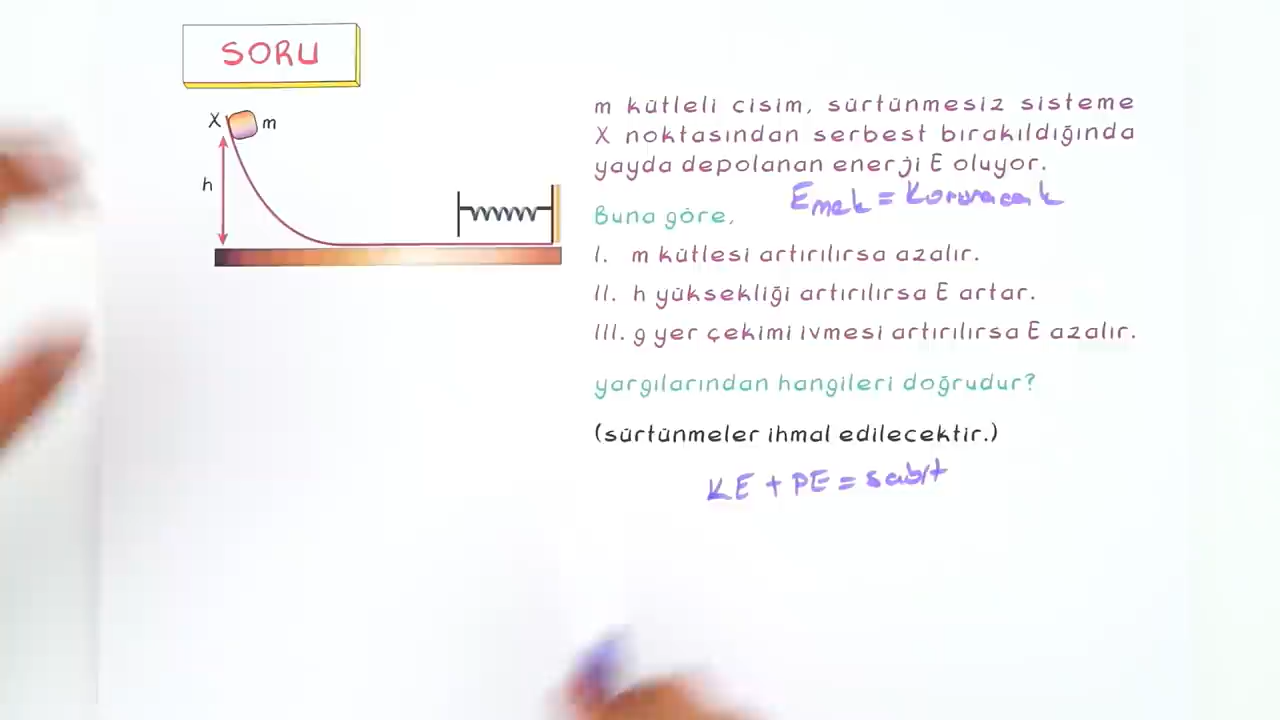 SORU
X
m
h
m kütleli cisim, sürtünmesiz sisteme
X noktasından serbest bırakıldığında
yayda depolanan enerji E oluyor.
Emek = Korunacak
Buna göre,
I. m kütlesi artırılırsa azalır.
II. h yüksekliği artırılırsa E artar.
III. g yer çekimi ivmesi artırılırsa E azalır.
yargılarından hangileri doğrudur?
(sürtünmeler ihmal edilecektir.)
KE + PE = sabit